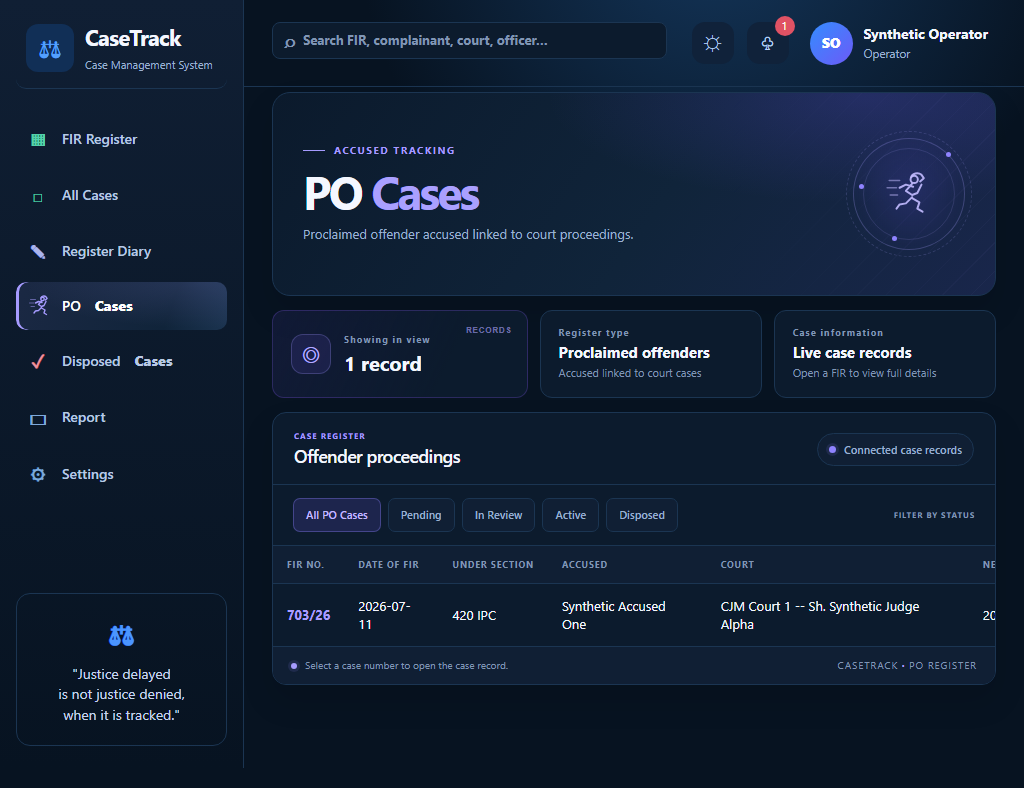 CaseTrack
Case Management System
Search FIR, complainant, court, officer...
1
SO
Synthetic Operator
Operator
FIR Register
All Cases
Register Diary
PO Cases
Disposed Cases
Report
Settings
"Justice delayed
is not justice denied,
when it is tracked."
ACCUSED TRACKING
PO Cases
Proclaimed offender accused linked to court proceedings.
Showing in view
RECORDS
1 record
Register type
Proclaimed offenders
Accused linked to court cases
Case information
Live case records
Open a FIR to view full details
CASE REGISTER
Offender proceedings
Connected case records
All PO Cases Pending In Review Active Disposed
FILTER BY STATUS
FIR NO. DATE OF FIR UNDER SECTION ACCUSED COURT NE
703/26 2026-07-11 420 IPC Synthetic Accused One CJM Court 1 -- Sh. Synthetic Judge Alpha 20
Select a case number to open the case record.
CASETRACK • PO REGISTER